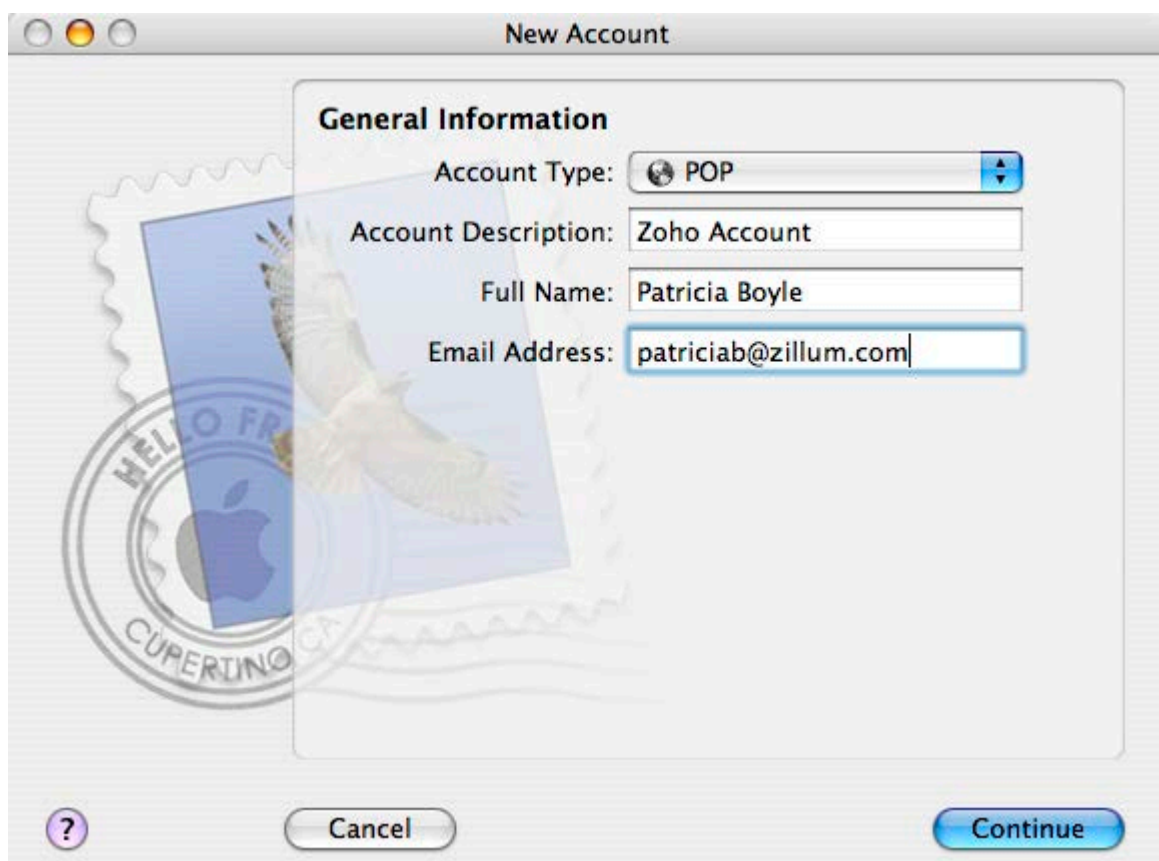 New Account
General Information
Account Type: POP
Account Description: Zoho Account
Full Name: Patricia Boyle
Email Address: patriciab@zillum.com
HELLO FR
CUPERTINO CA
? Cancel Continue